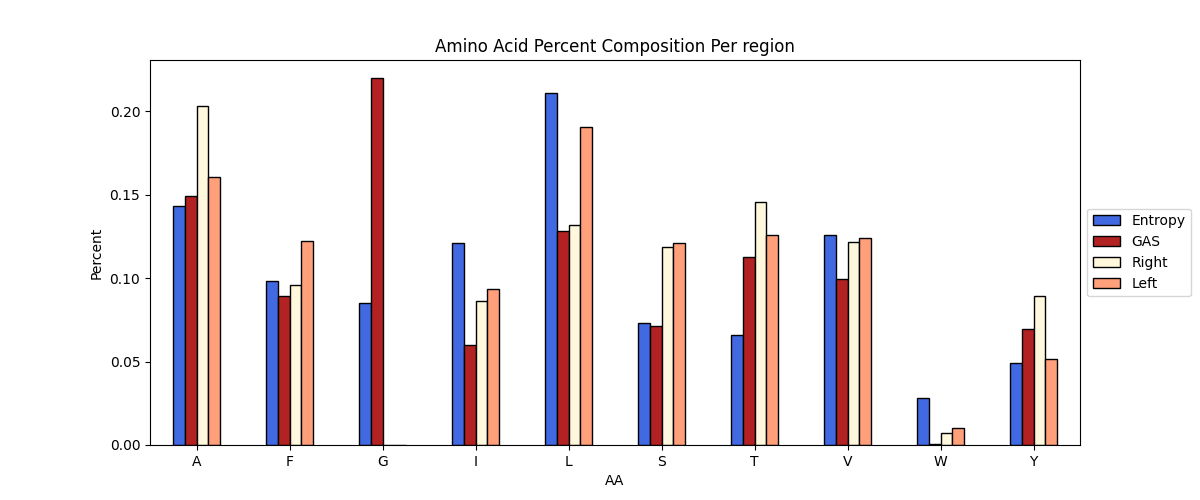 Amino Acid Percent Composition Per region
Percent
0.20
0.15
0.10
0.05
0.00
A F G I L S T V W Y
AA
Entropy
GAS
Right
Left